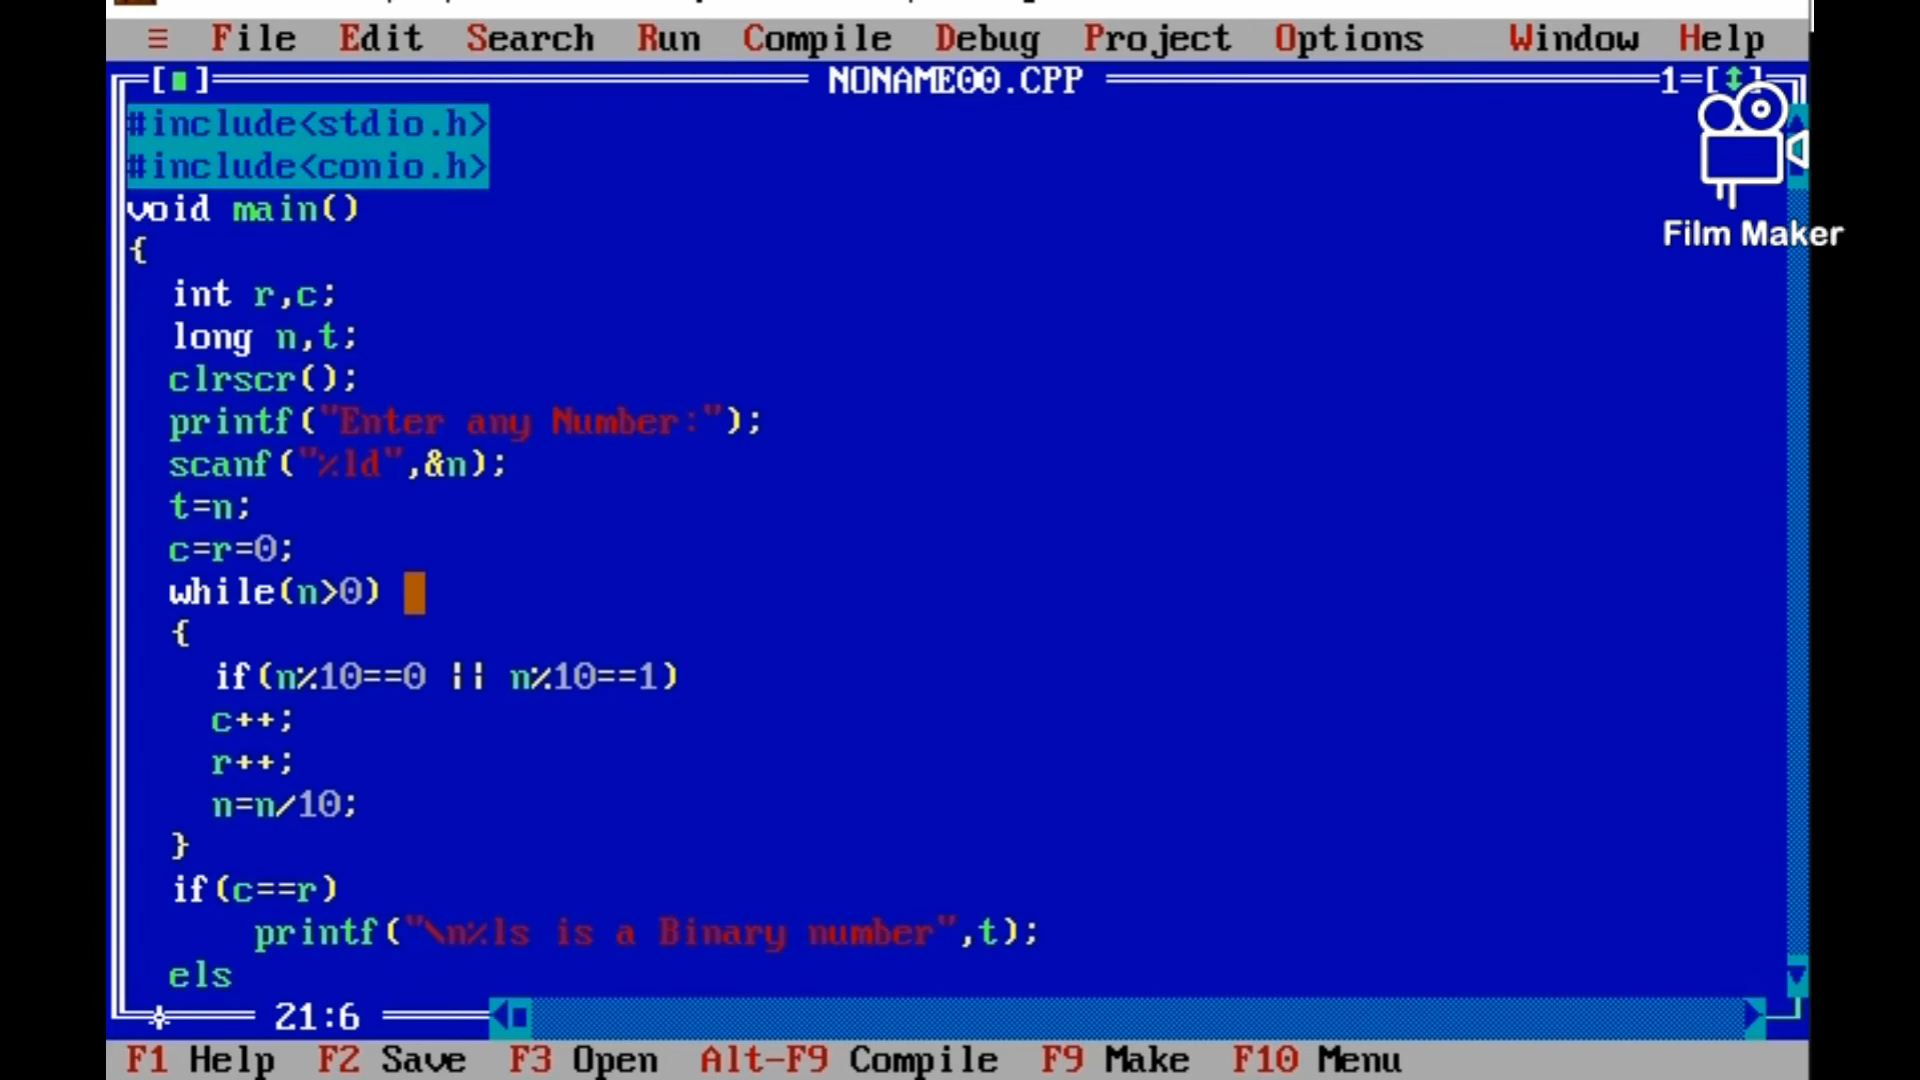 ≡ File Edit Search Run Compile Debug Project Options Window Help
[■] NONAME00.CPP 1=[↕]
#include<stdio.h>
#include<conio.h>
void main()
{
int r,c;
long n,t;
clrscr();
printf("Enter any Number:");
scanf("%ld",&n);
t=n;
c=r=0;
while(n>0)
{
if(n%10==0 || n%10==1)
c++;
r++;
n=n/10;
}
if(c==r)
printf("\n%ls is a Binary number",t);
els
21:6
F1 Help F2 Save F3 Open Alt-F9 Compile F9 Make F10 Menu
Film Maker